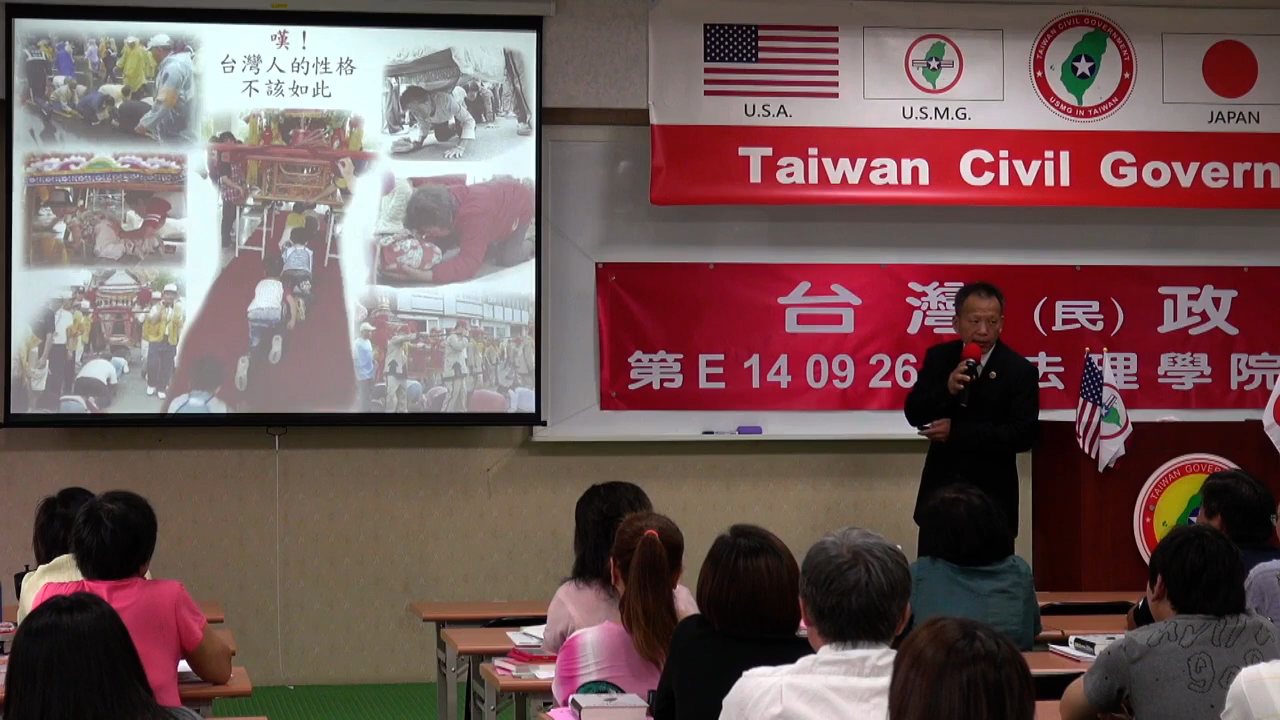 嘆！
台灣人的性格
不該如此
U.S.A.
U.S.M.G.
TAIWAN CIVIL GOVERNMENT
USMG IN TAIWAN
JAPAN
Taiwan Civil Govern
台灣（民）政
第E 14 09 26 法理學院
TAIWAN GOVER